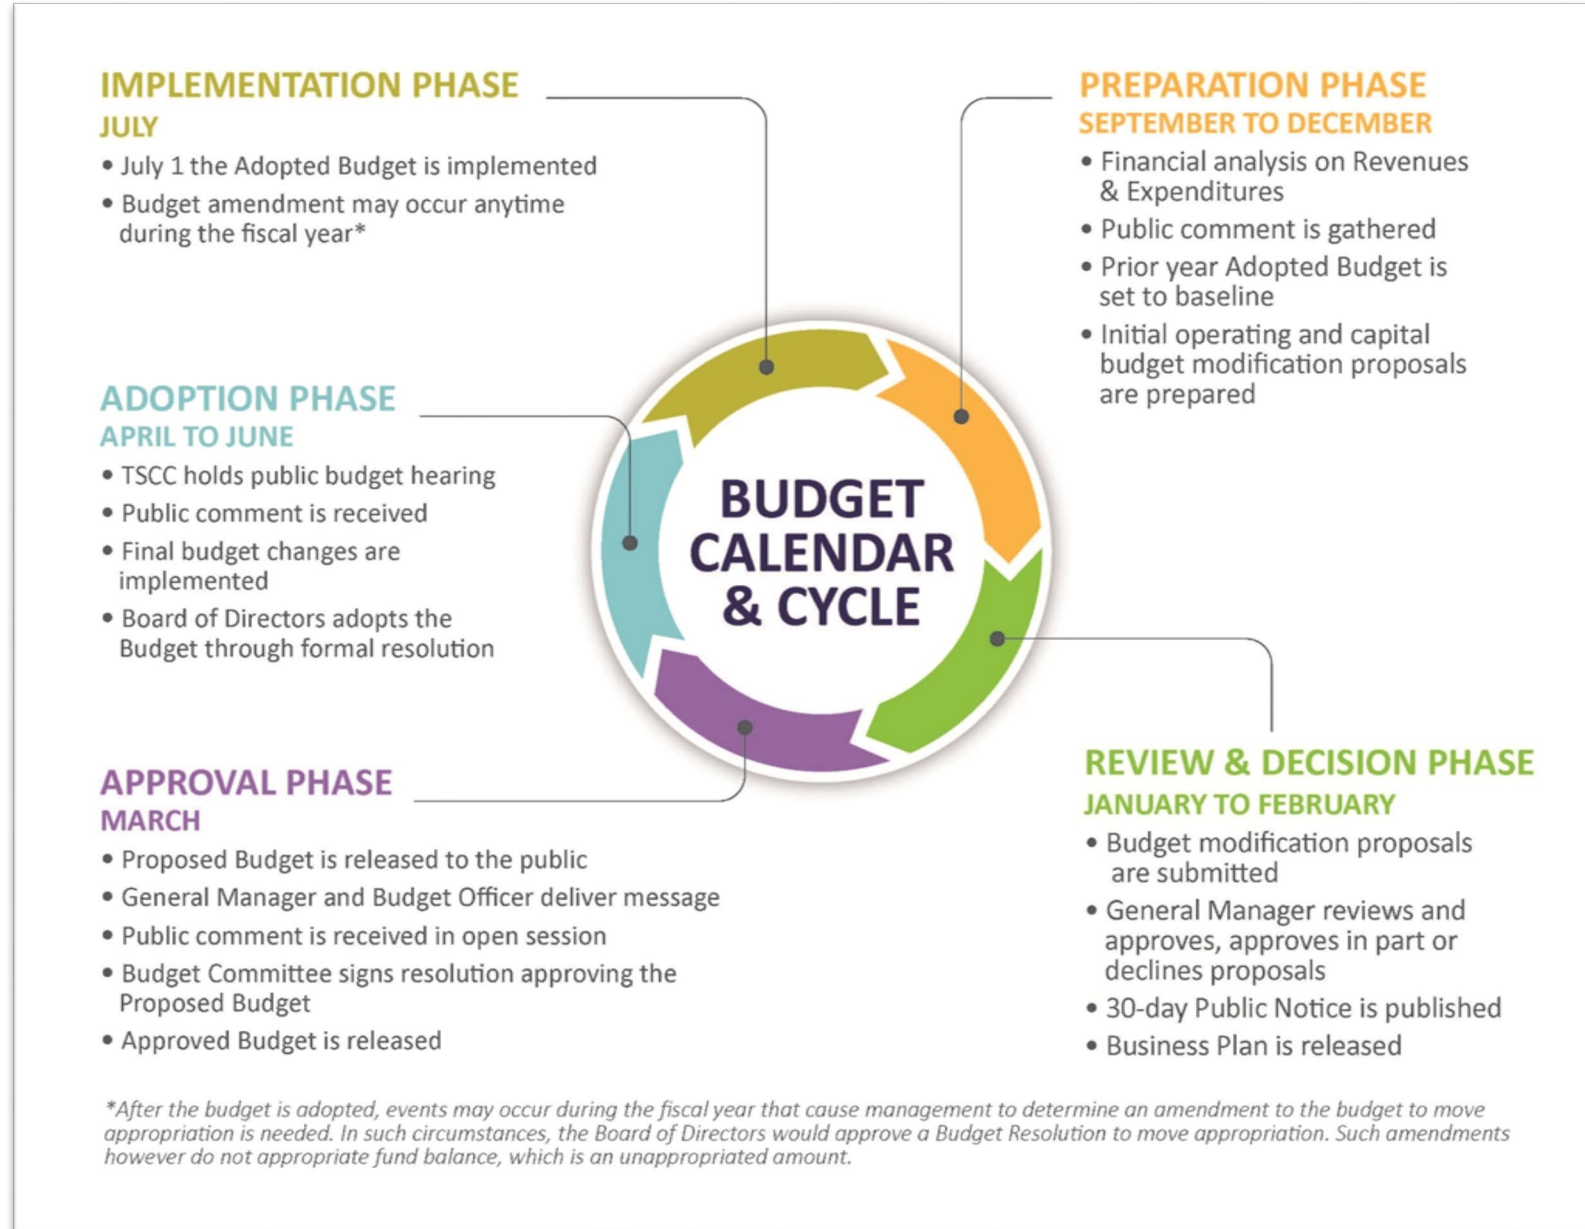 IMPLEMENTATION PHASE
JULY
• July 1 the Adopted Budget is implemented
• Budget amendment may occur anytime
during the fiscal year*
PREPARATION PHASE
SEPTEMBER TO DECEMBER
• Financial analysis on Revenues
& Expenditures
• Public comment is gathered
• Prior year Adopted Budget is
set to baseline
• Initial operating and capital
budget modification proposals
are prepared
ADOPTION PHASE
APRIL TO JUNE
• TSCC holds public budget hearing
• Public comment is received
• Final budget changes are
implemented
• Board of Directors adopts the
Budget through formal resolution
BUDGET
CALENDAR
& CYCLE
APPROVAL PHASE
MARCH
• Proposed Budget is released to the public
• General Manager and Budget Officer deliver message
• Public comment is received in open session
• Budget Committee signs resolution approving the
Proposed Budget
• Approved Budget is released
REVIEW & DECISION PHASE
JANUARY TO FEBRUARY
• Budget modification proposals
are submitted
• General Manager reviews and
approves, approves in part or
declines proposals
• 30-day Public Notice is published
• Business Plan is released
*After the budget is adopted, events may occur during the fiscal year that cause management to determine an amendment to the budget to move
appropriation is needed. In such circumstances, the Board of Directors would approve a Budget Resolution to move appropriation. Such amendments
however do not appropriate fund balance, which is an unappropriated amount.